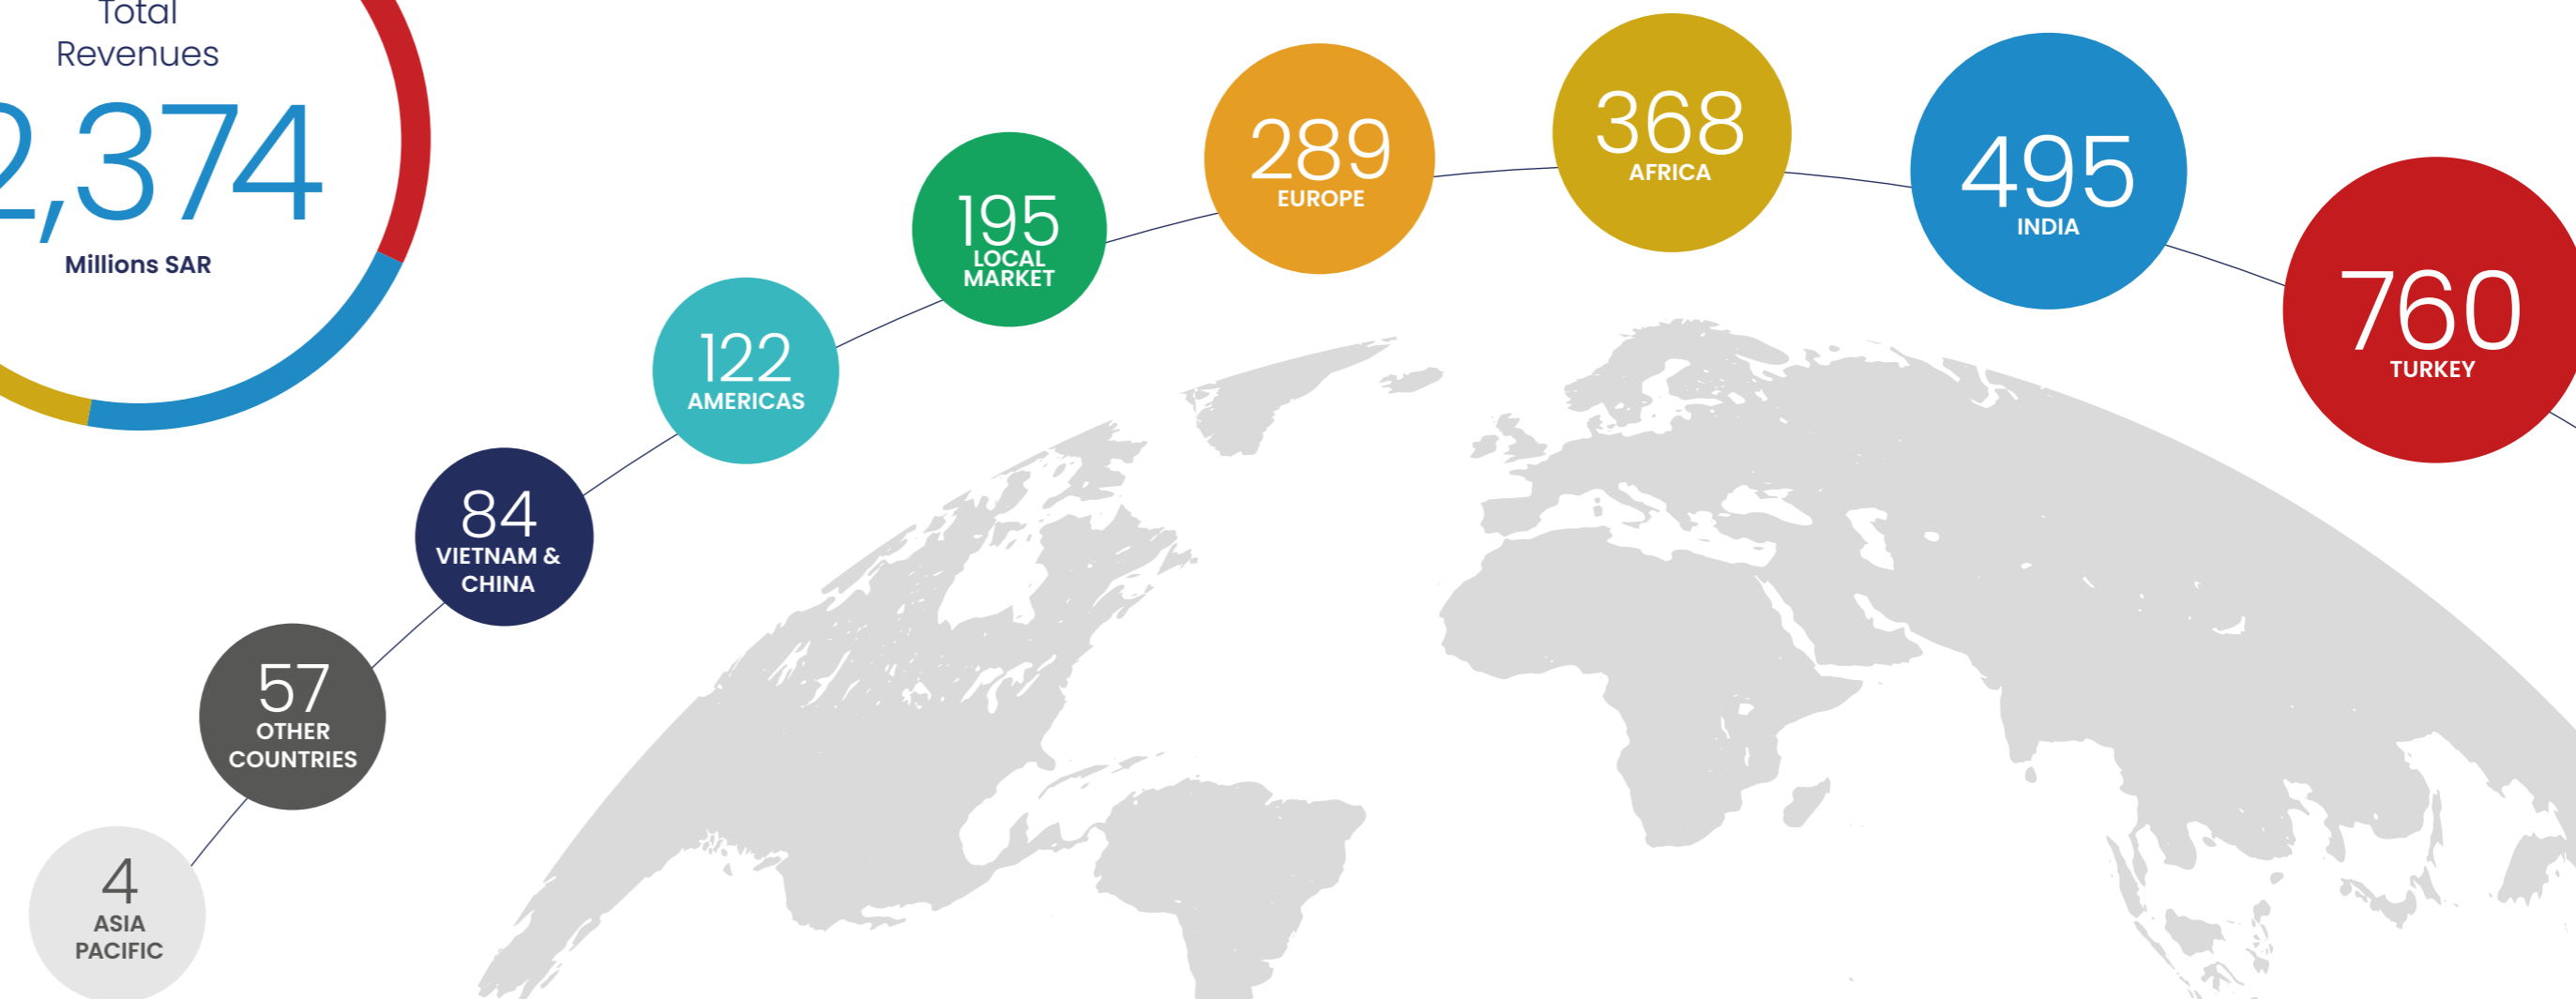 Total
Revenues
2,374
Millions SAR
4
ASIA
PACIFIC
57
OTHER
COUNTRIES
84
VIETNAM &
CHINA
122
AMERICAS
195
LOCAL
MARKET
289
EUROPE
368
AFRICA
495
INDIA
760
TURKEY